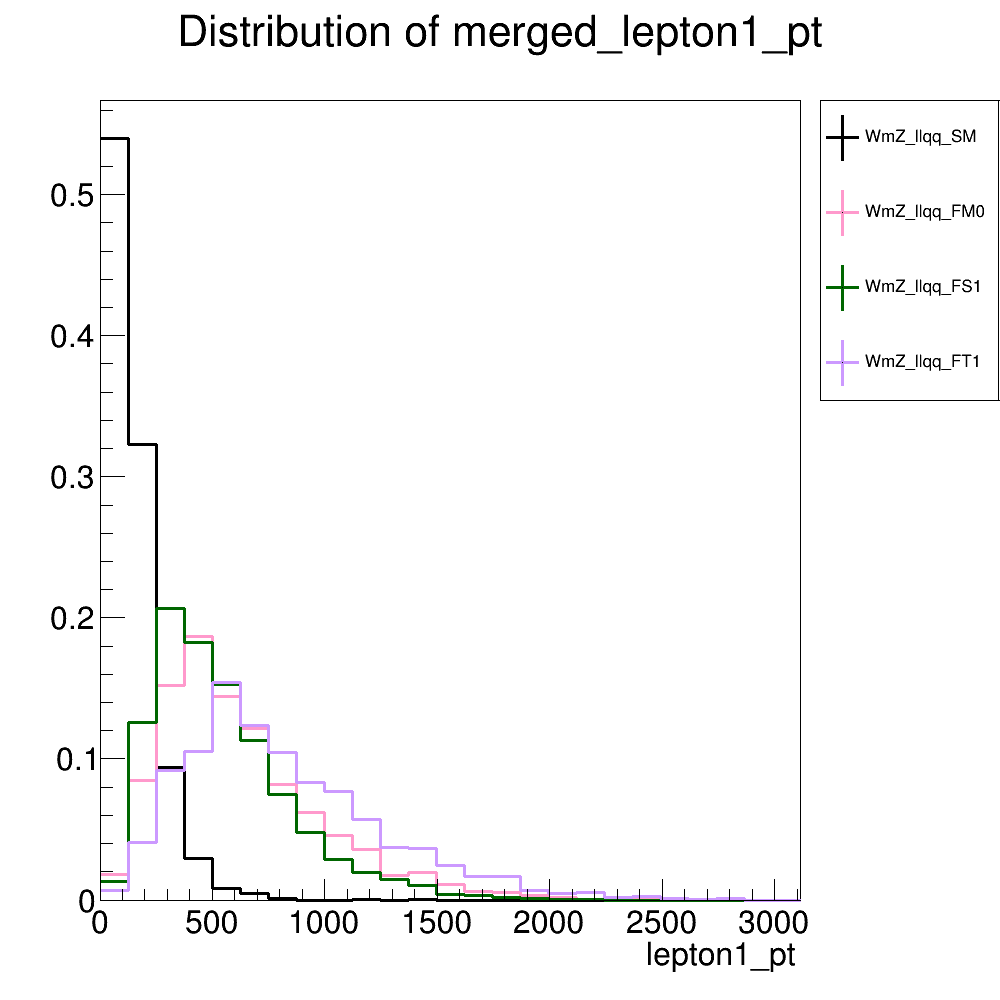 Distribution of merged_lepton1_pt
WmZ_llqq_SM
WmZ_llqq_FM0
WmZ_llqq_FS1
WmZ_llqq_FT1
0.5
0.4
0.3
0.2
0.1
0
0 500 1000 1500 2000 2500 3000
lepton1_pt